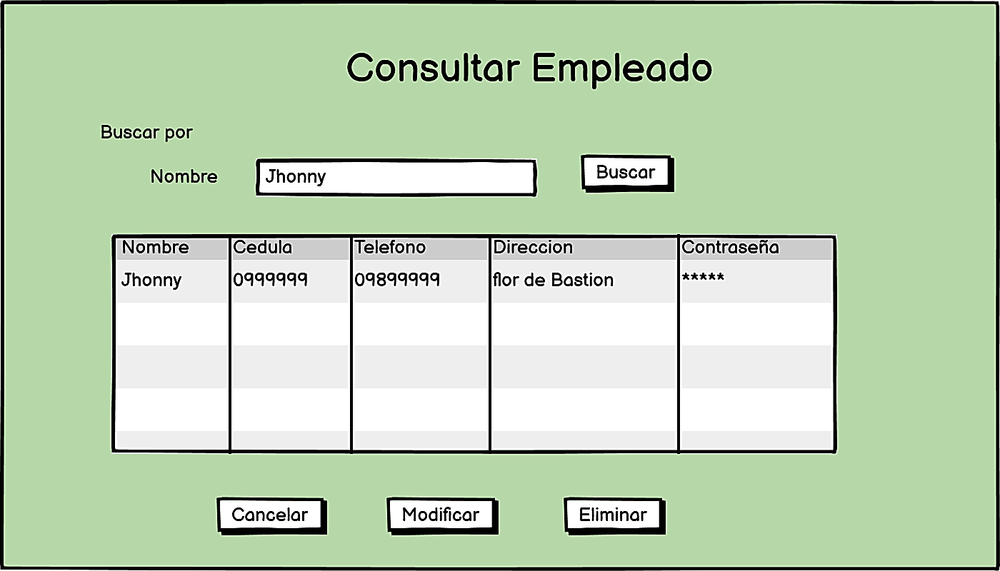 Consultar Empleado
Buscar por
Nombre Jhonny Buscar
Nombre Cedula Telefono Direccion Contraseña
Jhonny 0999999 09899999 flor de Bastion *****
Cancelar Modificar Eliminar